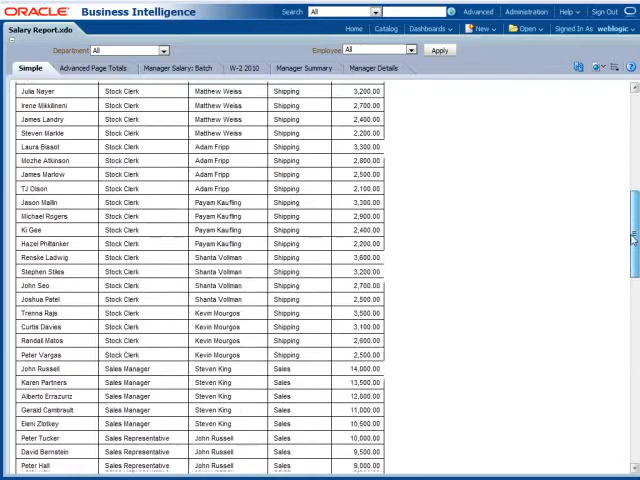 ORACLE Business Intelligence Search All Advanced Administration Help Sign Out
Salary Report.xdo Home Catalog Dashboards New Open Signed In As weblogic
Department All Employee All Apply
Simple Advanced Page Totals Manager Salary: Batch W-2 2010 Manager Summary Manager Details
Julia Nayer Stock Clerk Matthew Weiss Shipping 3,200.00
Irene Mikkilineni Stock Clerk Matthew Weiss Shipping 2,700.00
James Landry Stock Clerk Matthew Weiss Shipping 2,400.00
Steven Markle Stock Clerk Matthew Weiss Shipping 2,200.00
Laura Bissot Stock Clerk Adam Fripp Shipping 3,300.00
Mozhe Atkinson Stock Clerk Adam Fripp Shipping 2,800.00
James Marlow Stock Clerk Adam Fripp Shipping 2,500.00
TJ Olson Stock Clerk Adam Fripp Shipping 2,100.00
Jason Mallin Stock Clerk Payam Kaufling Shipping 3,300.00
Michael Rogers Stock Clerk Payam Kaufling Shipping 2,900.00
Ki Gee Stock Clerk Payam Kaufling Shipping 2,400.00
Hazel Philtanker Stock Clerk Payam Kaufling Shipping 2,200.00
Renske Ladwig Stock Clerk Shanta Vollman Shipping 3,600.00
Stephen Stiles Stock Clerk Shanta Vollman Shipping 3,200.00
John Seo Stock Clerk Shanta Vollman Shipping 2,700.00
Joshua Patel Stock Clerk Shanta Vollman Shipping 2,500.00
Trenna Rajs Stock Clerk Kevin Mourgos Shipping 3,500.00
Curtis Davies Stock Clerk Kevin Mourgos Shipping 3,100.00
Randall Matos Stock Clerk Kevin Mourgos Shipping 2,600.00
Peter Vargas Stock Clerk Kevin Mourgos Shipping 2,500.00
John Russell Sales Manager Steven King Sales 14,000.00
Karen Partners Sales Manager Steven King Sales 13,500.00
Alberto Errazuriz Sales Manager Steven King Sales 12,000.00
Gerald Cambrault Sales Manager Steven King Sales 11,000.00
Eleni Zlotkey Sales Manager Steven King Sales 10,500.00
Peter Tucker Sales Representative John Russell Sales 10,000.00
David Bernstein Sales Representative John Russell Sales 9,500.00
Peter Hall Sales Representative John Russell Sales 9,000.00